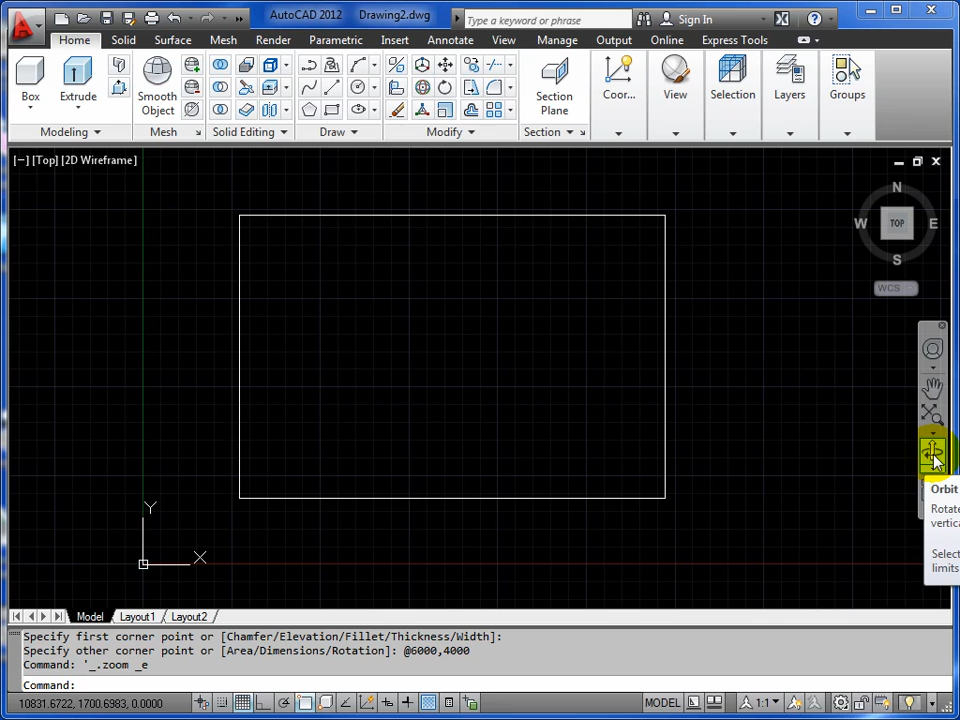 AutoCAD 2012 Drawing2.dwg
Type a keyword or phrase
Sign In
Home Solid Surface Mesh Render Parametric Insert Annotate View Manage Output Online Express Tools
Box
Extrude
Smooth
Object
Section
Plane
Coor...
View
Selection
Layers
Groups
Modeling
Mesh
Solid Editing
Draw
Modify
Section
[−] [Top] [2D Wireframe]
N
W
TOP
E
S
WCS
Orbit
Rotate
vertica
Select
limits
Y
X
Model Layout1 Layout2
Specify first corner point or [Chamfer/Elevation/Fillet/Thickness/Width]:
Specify other corner point or [Area/Dimensions/Rotation]: @6000,4000
Command: '_.zoom _e
Command:
10831.6722, 1700.6983, 0.0000
MODEL
1:1